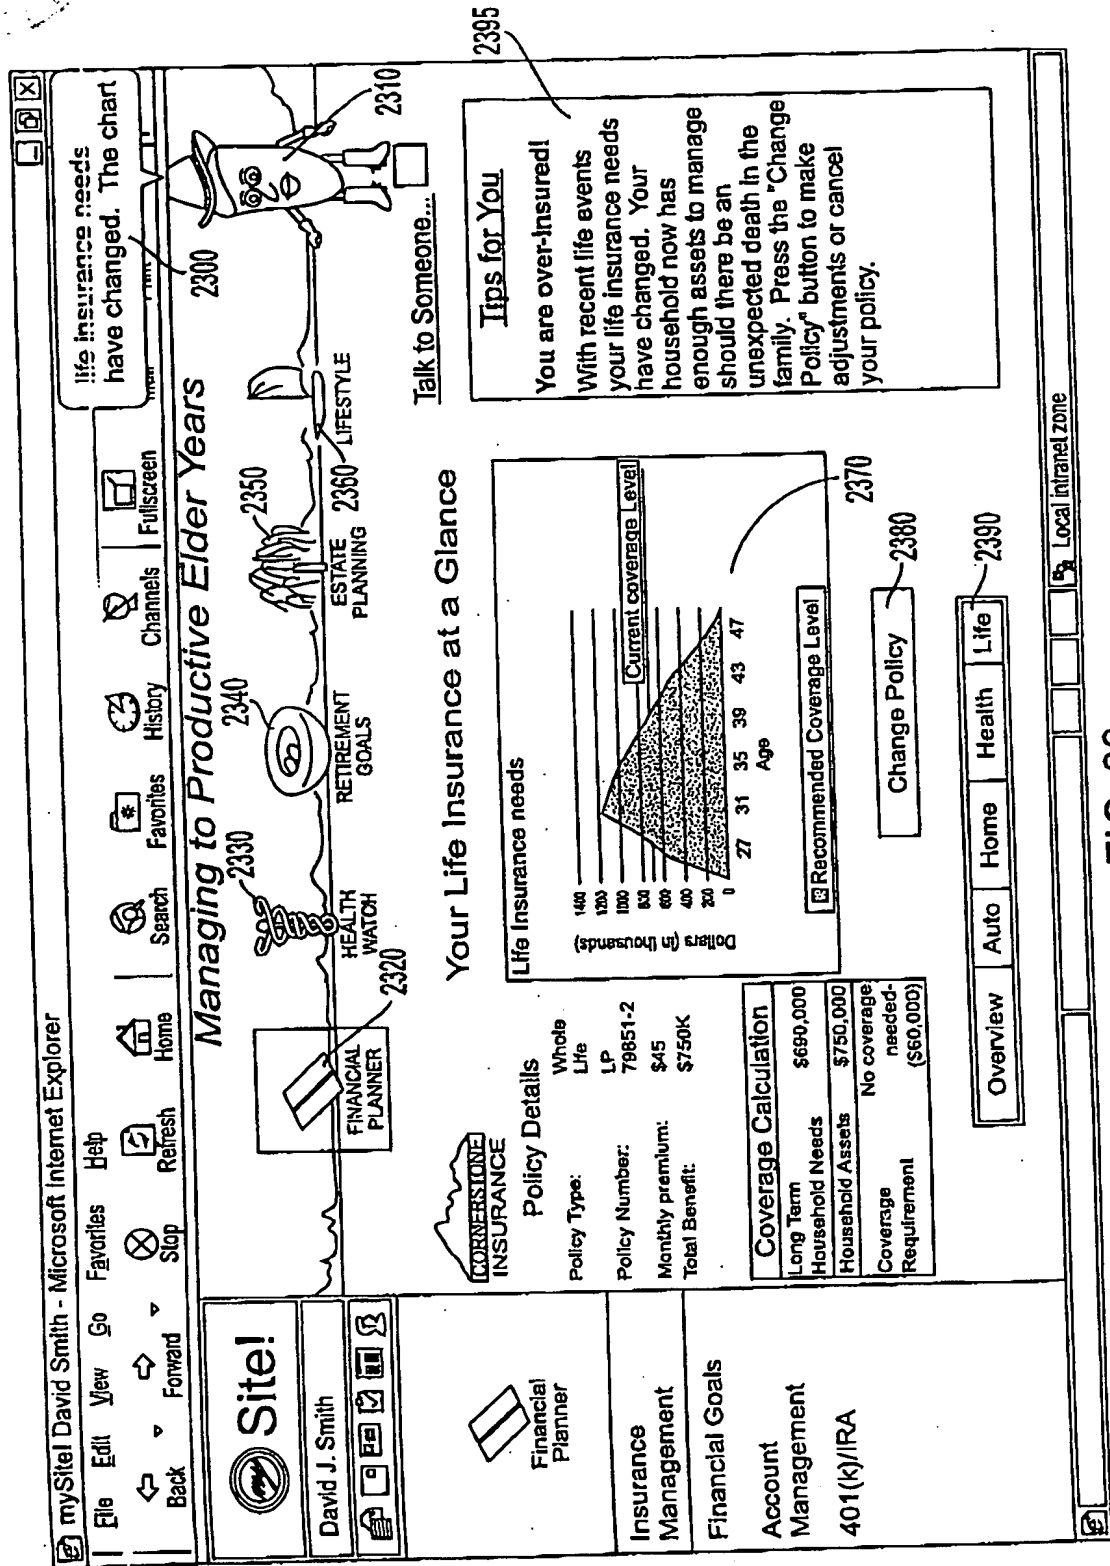 mySite! David Smith - Microsoft Internet Explorer
File Edit View Go Favorites Help
Back Forward Stop Refresh Home Search Favorites History Channels Fullscreen
life insurance needs
have changed. The chart
2300
mySite!
David J. Smith
Managing to Productive Elder Years
FINANCIAL
PLANNER
2320
HEALTH
WATCH
2330
RETIREMENT
GOALS
2340
ESTATE
PLANNING
2350
LIFESTYLE
2360
2310
Talk to Someone...
Financial
Planner
Insurance
Management
Financial Goals
Account
Management
401(k)/IRA
CORNERSTONE
INSURANCE
Policy Details
Policy Type: Whole
Life
Policy Number: LP
79851-2
Monthly premium: $45
Total Benefit: $750K
Coverage Calculation
Long Term
Household Needs $690,000
Household Assets $750,000
Coverage
Requirement
No coverage
needed-
($60,000)
Your Life Insurance at a Glance
Life Insurance needs
Dollars (in thousands)
1400
1200
1000
800
600
400
200
0
Current coverage Level
27 31 35 39 43 47
Age
Recommended Coverage Level
2370
Change Policy
2380
Overview Auto Home Health Life
2390
Tips for You
2395
You are over-insured!
With recent life events
your life insurance needs
have changed. Your
household now has
enough assets to manage
should there be an
unexpected death in the
family. Press the "Change
Policy" button to make
adjustments or cancel
your policy.
Local intranet zone